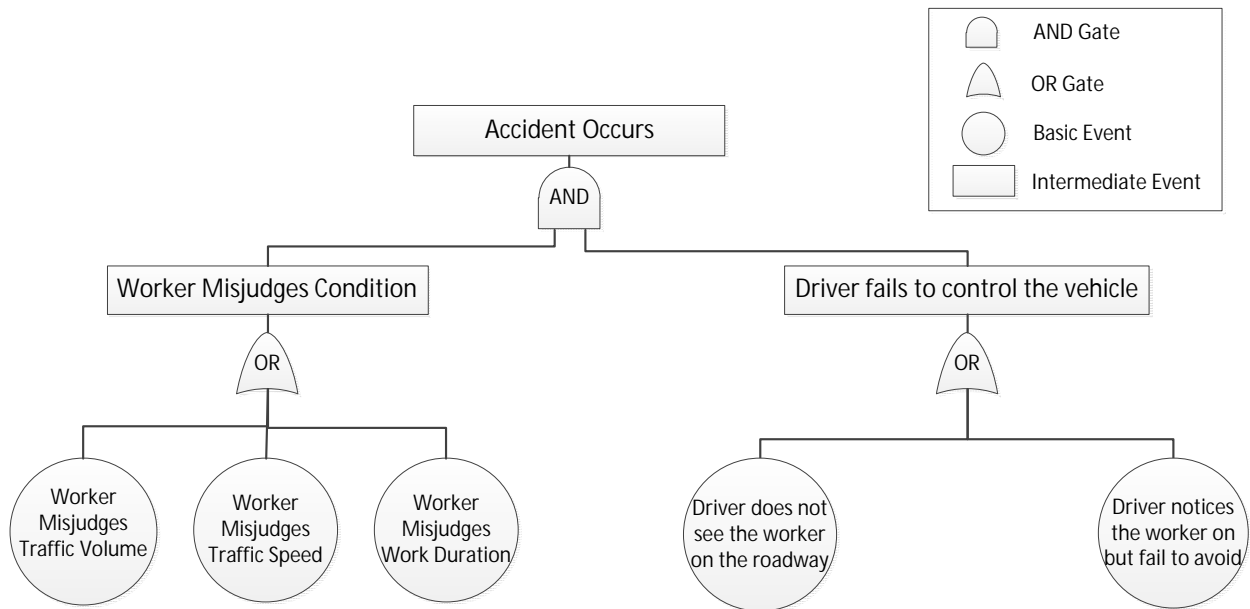 AND Gate
OR Gate
Basic Event
Intermediate Event
Accident Occurs
AND
Worker Misjudges Condition
Driver fails to control the vehicle
OR
OR
Worker
Misjudges
Traffic Volume
Worker
Misjudges
Traffic Speed
Worker
Misjudges
Work Duration
Driver does not
see the worker
on the roadway
Driver notices
the worker on
but fail to avoid